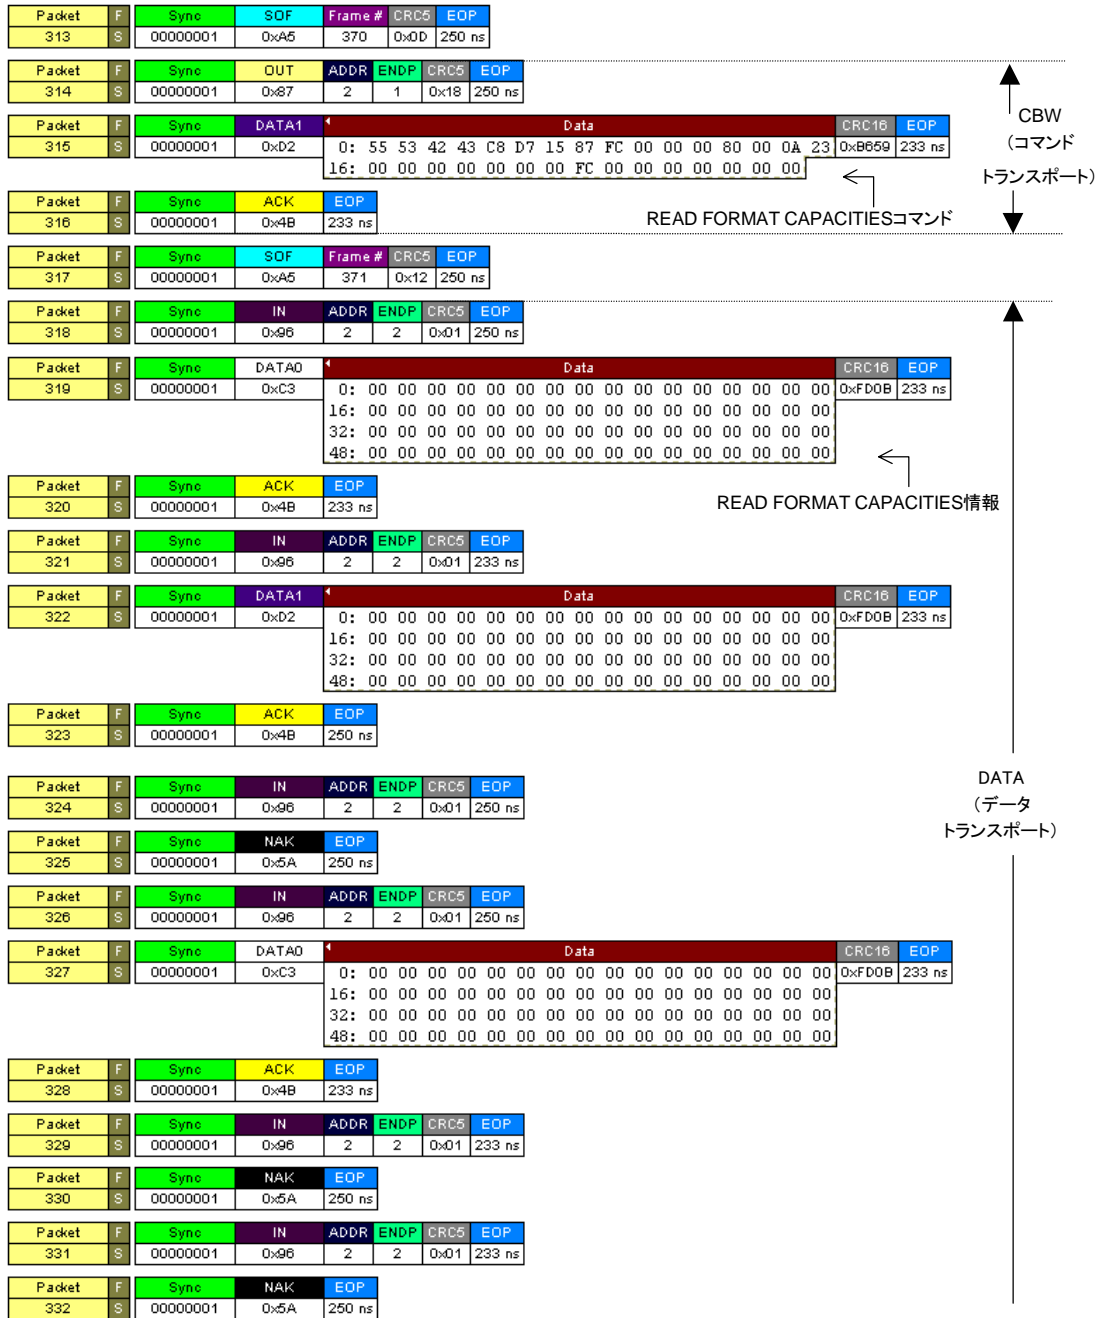 Packet F Sync SOF Frame # CRC5 EOP
313 S 00000001 0xA5 370 0x0D 250 ns
Packet F Sync OUT ADDR ENDP CRC5 EOP
314 S 00000001 0x87 2 1 0x18 250 ns
CBW
(コマンド
トランスポート)
Packet F Sync DATA1 Data CRC16 EOP
315 S 00000001 0xD2 0: 55 53 42 43 C8 D7 15 87 FC 00 00 00 80 00 0A 23 0xB659 233 ns
16: 00 00 00 00 00 00 00 FC 00 00 00 00 00 00 00
READ FORMAT CAPACITIESコマンド
Packet F Sync ACK EOP
316 S 00000001 0x4B 233 ns
Packet F Sync SOF Frame # CRC5 EOP
317 S 00000001 0xA5 371 0x12 250 ns
Packet F Sync IN ADDR ENDP CRC5 EOP
318 S 00000001 0x96 2 2 0x01 250 ns
Packet F Sync DATA0 Data CRC16 EOP
319 S 00000001 0xC3 0: 00 00 00 00 00 00 00 00 00 00 00 00 00 00 00 00 0xFD0B 233 ns
16: 00 00 00 00 00 00 00 00 00 00 00 00 00 00 00 00
32: 00 00 00 00 00 00 00 00 00 00 00 00 00 00 00 00
48: 00 00 00 00 00 00 00 00 00 00 00 00 00 00 00 00
READ FORMAT CAPACITIES情報
Packet F Sync ACK EOP
320 S 00000001 0x4B 233 ns
Packet F Sync IN ADDR ENDP CRC5 EOP
321 S 00000001 0x96 2 2 0x01 233 ns
Packet F Sync DATA1 Data CRC16 EOP
322 S 00000001 0xD2 0: 00 00 00 00 00 00 00 00 00 00 00 00 00 00 00 00 0xFD0B 233 ns
16: 00 00 00 00 00 00 00 00 00 00 00 00 00 00 00 00
32: 00 00 00 00 00 00 00 00 00 00 00 00 00 00 00 00
48: 00 00 00 00 00 00 00 00 00 00 00 00 00 00 00 00
Packet F Sync ACK EOP
323 S 00000001 0x4B 250 ns
DATA
(データ
トランスポート)
Packet F Sync IN ADDR ENDP CRC5 EOP
324 S 00000001 0x96 2 2 0x01 250 ns
Packet F Sync NAK EOP
325 S 00000001 0x5A 250 ns
Packet F Sync IN ADDR ENDP CRC5 EOP
326 S 00000001 0x96 2 2 0x01 250 ns
Packet F Sync DATA0 Data CRC16 EOP
327 S 00000001 0xC3 0: 00 00 00 00 00 00 00 00 00 00 00 00 00 00 00 00 0xFD0B 233 ns
16: 00 00 00 00 00 00 00 00 00 00 00 00 00 00 00 00
32: 00 00 00 00 00 00 00 00 00 00 00 00 00 00 00 00
48: 00 00 00 00 00 00 00 00 00 00 00 00 00 00 00 00
Packet F Sync ACK EOP
328 S 00000001 0x4B 233 ns
Packet F Sync IN ADDR ENDP CRC5 EOP
329 S 00000001 0x96 2 2 0x01 233 ns
Packet F Sync NAK EOP
330 S 00000001 0x5A 250 ns
Packet F Sync IN ADDR ENDP CRC5 EOP
331 S 00000001 0x96 2 2 0x01 233 ns
Packet F Sync NAK EOP
332 S 00000001 0x5A 250 ns